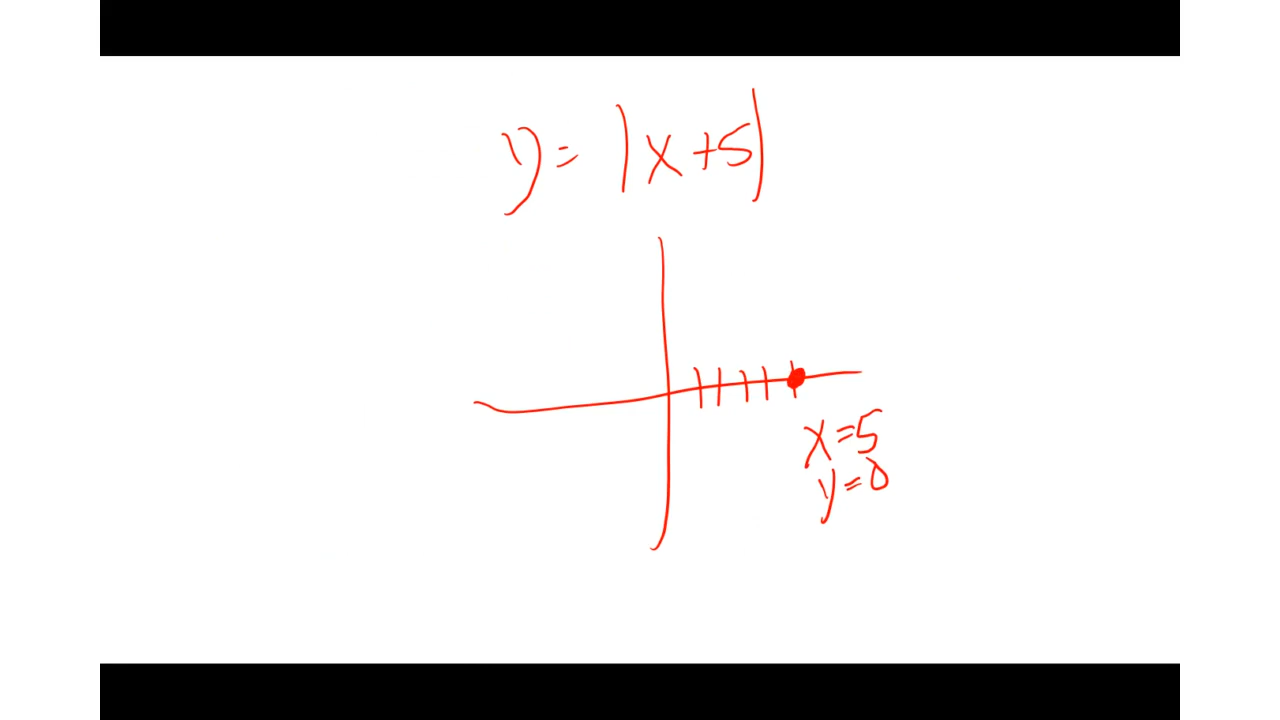 y = |x+5|
x=5
y=0